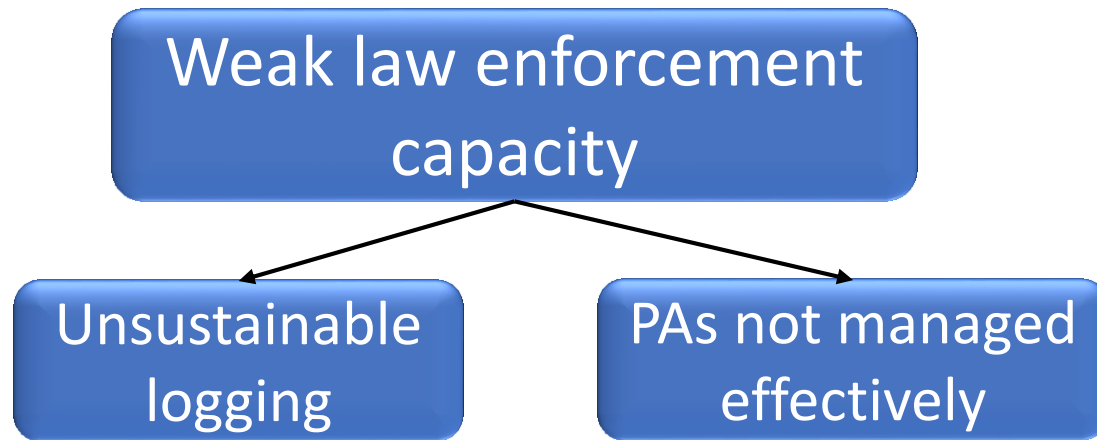 Weak law enforcement
capacity
Unsustainable
logging
PAs not managed
effectively